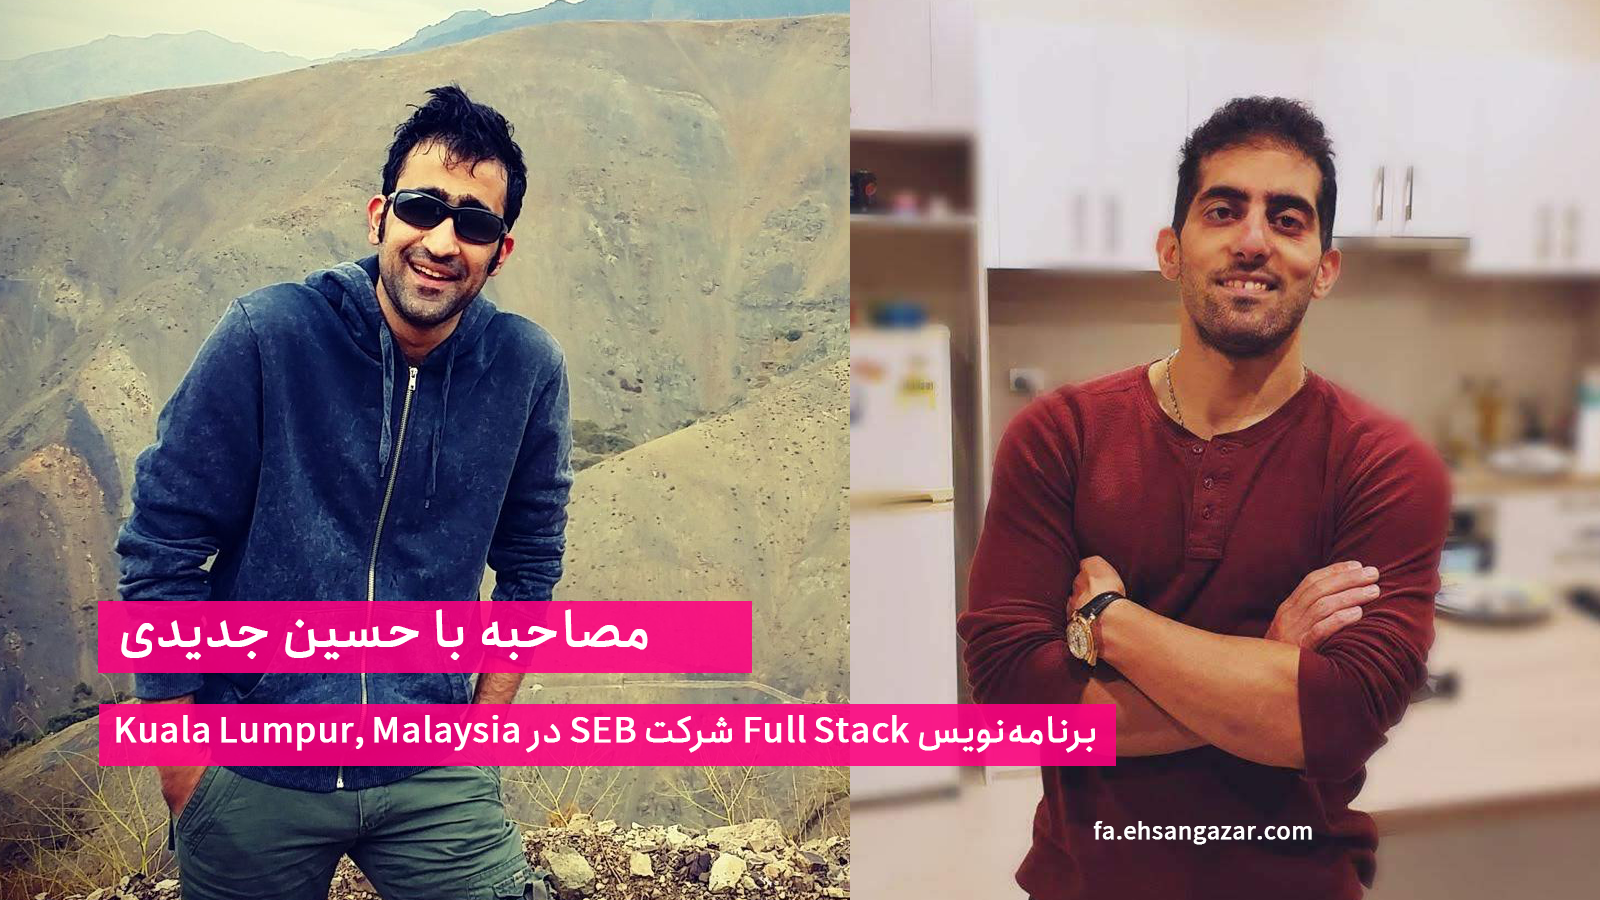 مصاحبه با حسین جدیدی
برنامه‌نویس Full Stack شرکت SEB در Kuala Lumpur, Malaysia
fa.ehsangazar.com